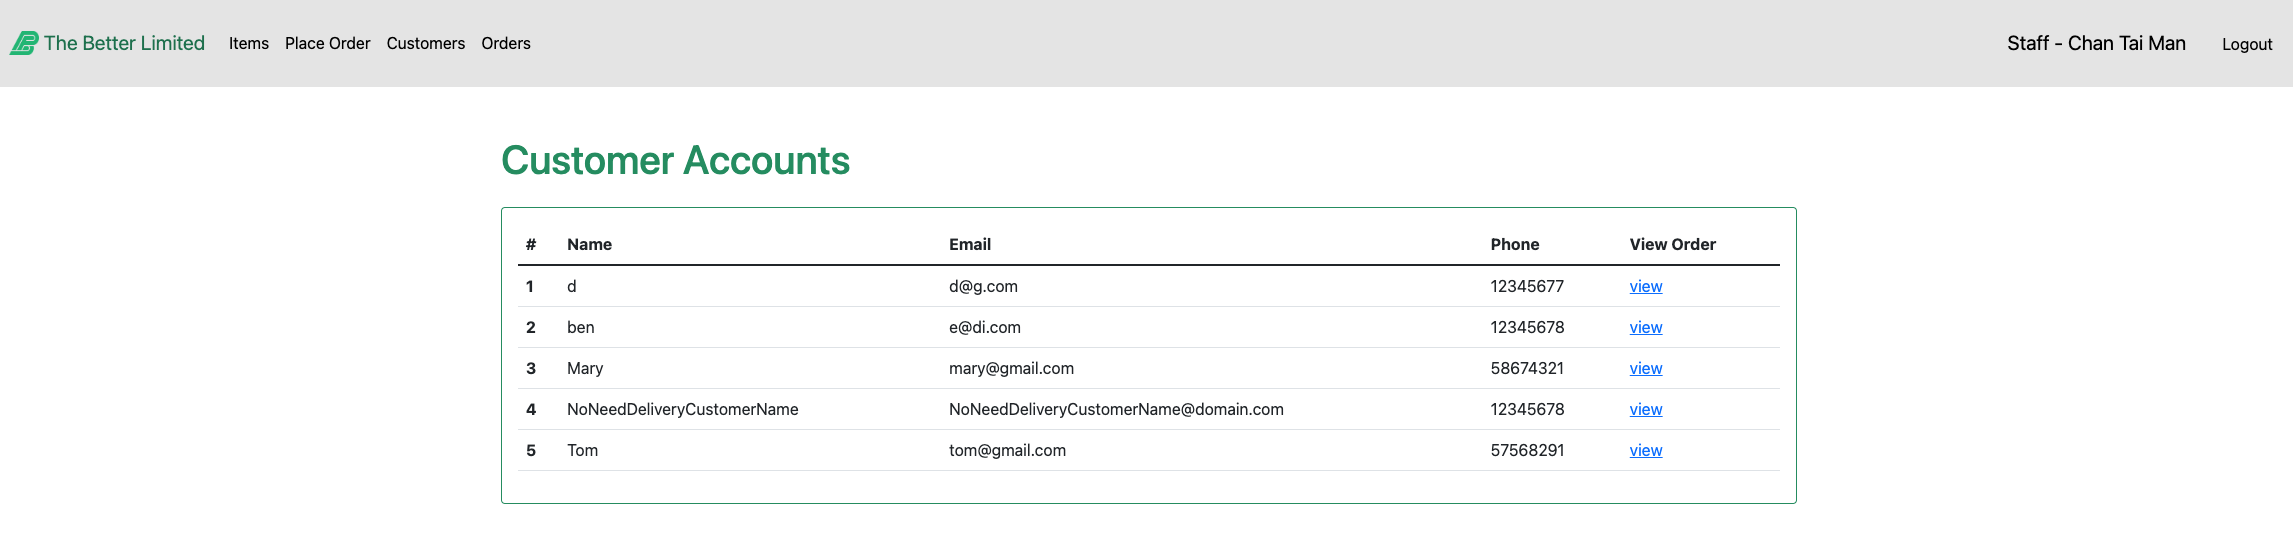 The Better Limited Items Place Order Customers Orders Staff - Chan Tai Man Logout
Customer Accounts
# Name Email Phone View Order
1 d d@g.com 12345677 view
2 ben e@di.com 12345678 view
3 Mary mary@gmail.com 58674321 view
4 NoNeedDeliveryCustomerName NoNeedDeliveryCustomerName@domain.com 12345678 view
5 Tom tom@gmail.com 57568291 view